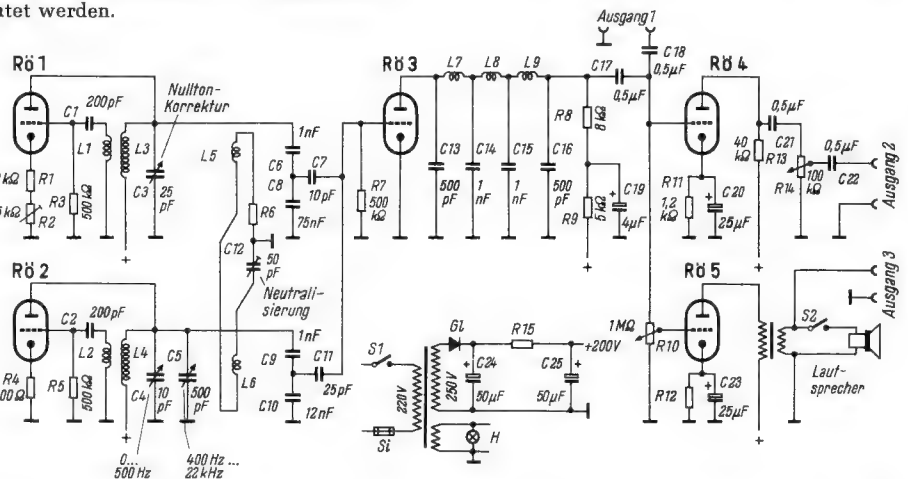 werden.
Ausgang 1
Rö 1
Nullton-
Korrektur
C1
200pF
L1
L3
C3
25
pF
R1
R2
R3
500
kΩ
L5
R6
C12
50
pF
Neutrali-
sierung
1nF
C6
C7
10pF
C8
75nF
Rö 3
R7
500
kΩ
L7
L8
L9
C13
500
pF
C14
1
nF
C15
1
nF
C16
500
pF
R8
8 kΩ
R9
5 kΩ
C17
0,5µF
C18
0,5µF
C19
4µF
Rö 4
R11
1,2
kΩ
C20
25µF
40
kΩ
R13
0,5µF
C21
R14
100
kΩ
0,5µF
C22
Ausgang 2
Rö 2
C2
200pF
L2
L4
R4
R5
500kΩ
C4
10
pF
C5
500
pF
0...
500 Hz
400 Hz...
22 kHz
L6
1nF
C9
C11
25pF
C10
12nF
S1
Si
220V
250V
Gl
C24
50µF
R15
C25
50µF
+200V
H
1MΩ
R10
Rö 5
R12
C23
25µF
S2
Laut-
sprecher
Ausgang 3